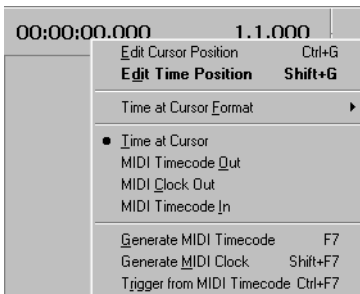 00:00:00.000 1.1.000
Edit Cursor Position Ctrl+G
Edit Time Position Shift+G
Time at Cursor Format
Time at Cursor
MIDI Timecode Out
MIDI Clock Out
MIDI Timecode In
Generate MIDI Timecode F7
Generate MIDI Clock Shift+F7
Trigger from MIDI Timecode Ctrl+F7